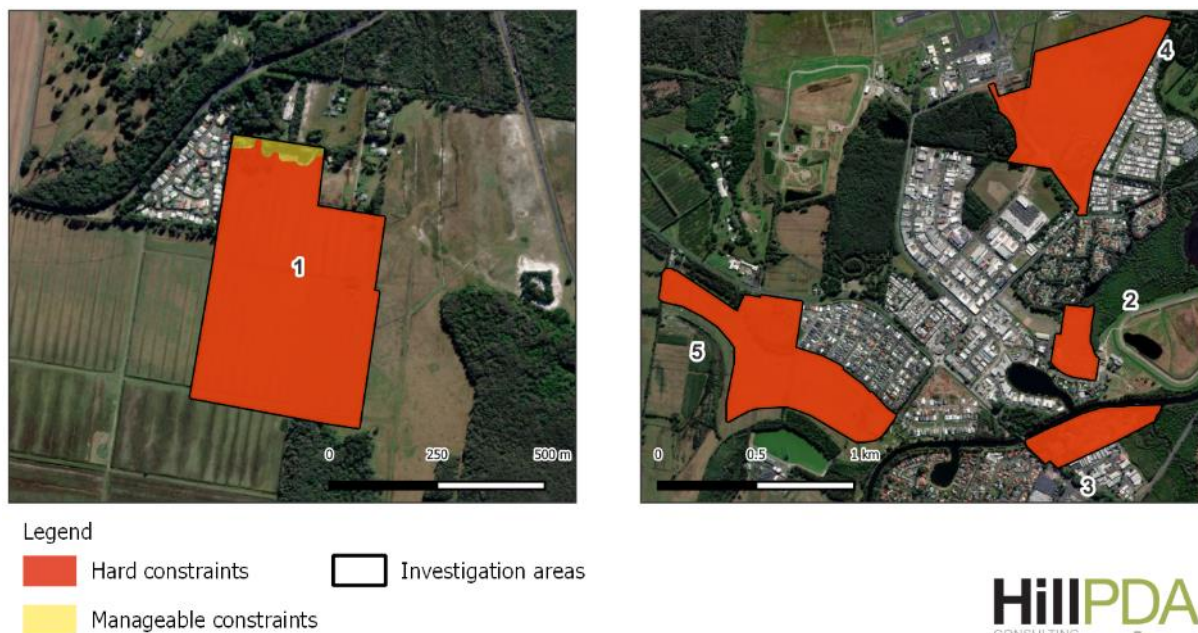 1
0 250 500 m
4
2
5
0 0.5 1 km
3
Legend
Hard constraints
Investigation areas
Manageable constraints
HillPDA
CONSULTING